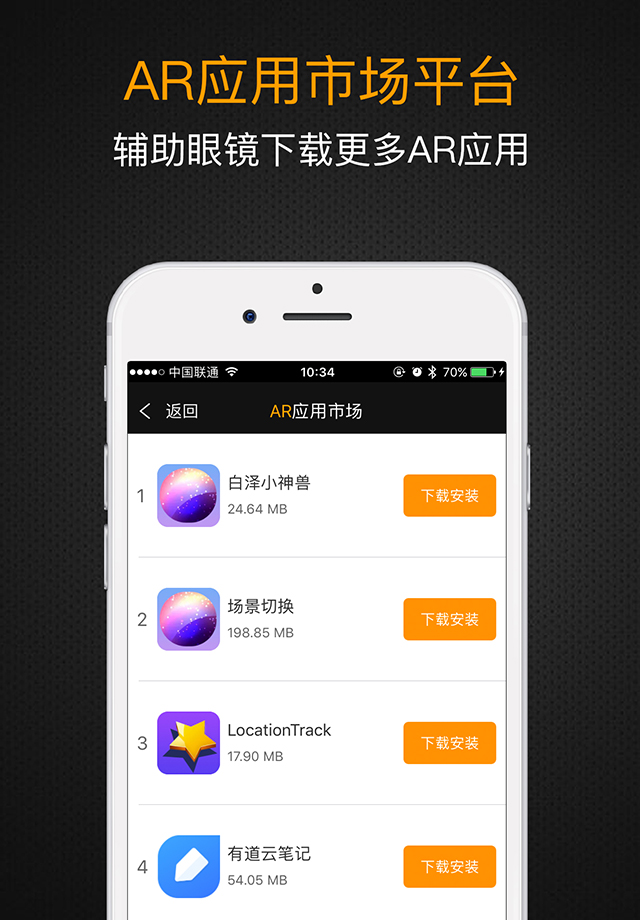 AR应用市场平台
辅助眼镜下载更多AR应用
中国联通 10:34 70%
返回 AR应用市场
1 白泽小神兽 24.64 MB 下载安装
2 场景切换 198.85 MB 下载安装
3 LocationTrack 17.90 MB 下载安装
4 有道云笔记 54.05 MB 下载安装